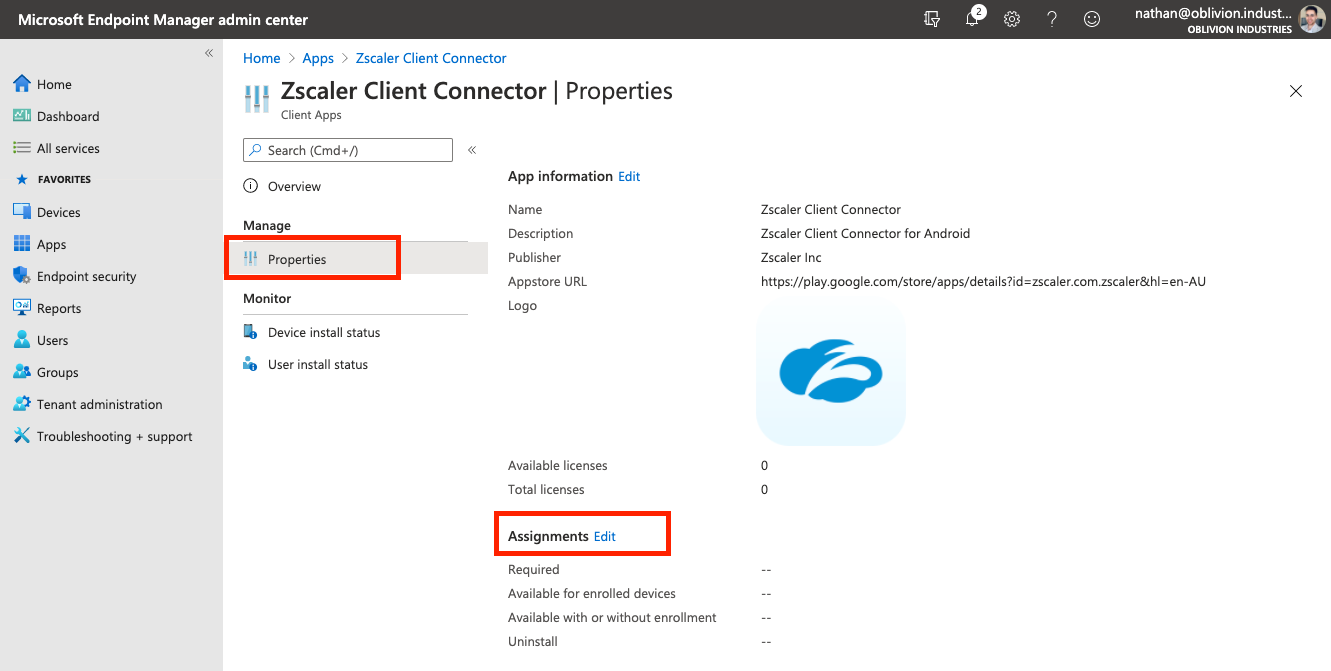 Microsoft Endpoint Manager admin center
2
nathan@oblivion.indust...
OBLIVION INDUSTRIES
«
Home
Dashboard
All services
FAVORITES
Devices
Apps
Endpoint security
Reports
Users
Groups
Tenant administration
Troubleshooting + support
Home > Apps > Zscaler Client Connector
Zscaler Client Connector | Properties
Client Apps
Search (Cmd+/)
«
Overview
Manage
Properties
Monitor
Device install status
User install status
App information Edit
Name Zscaler Client Connector
Description Zscaler Client Connector for Android
Publisher Zscaler Inc
Appstore URL https://play.google.com/store/apps/details?id=zscaler.com.zscaler&hl=en-AU
Logo
Available licenses 0
Total licenses 0
Assignments Edit
Required --
Available for enrolled devices --
Available with or without enrollment --
Uninstall --